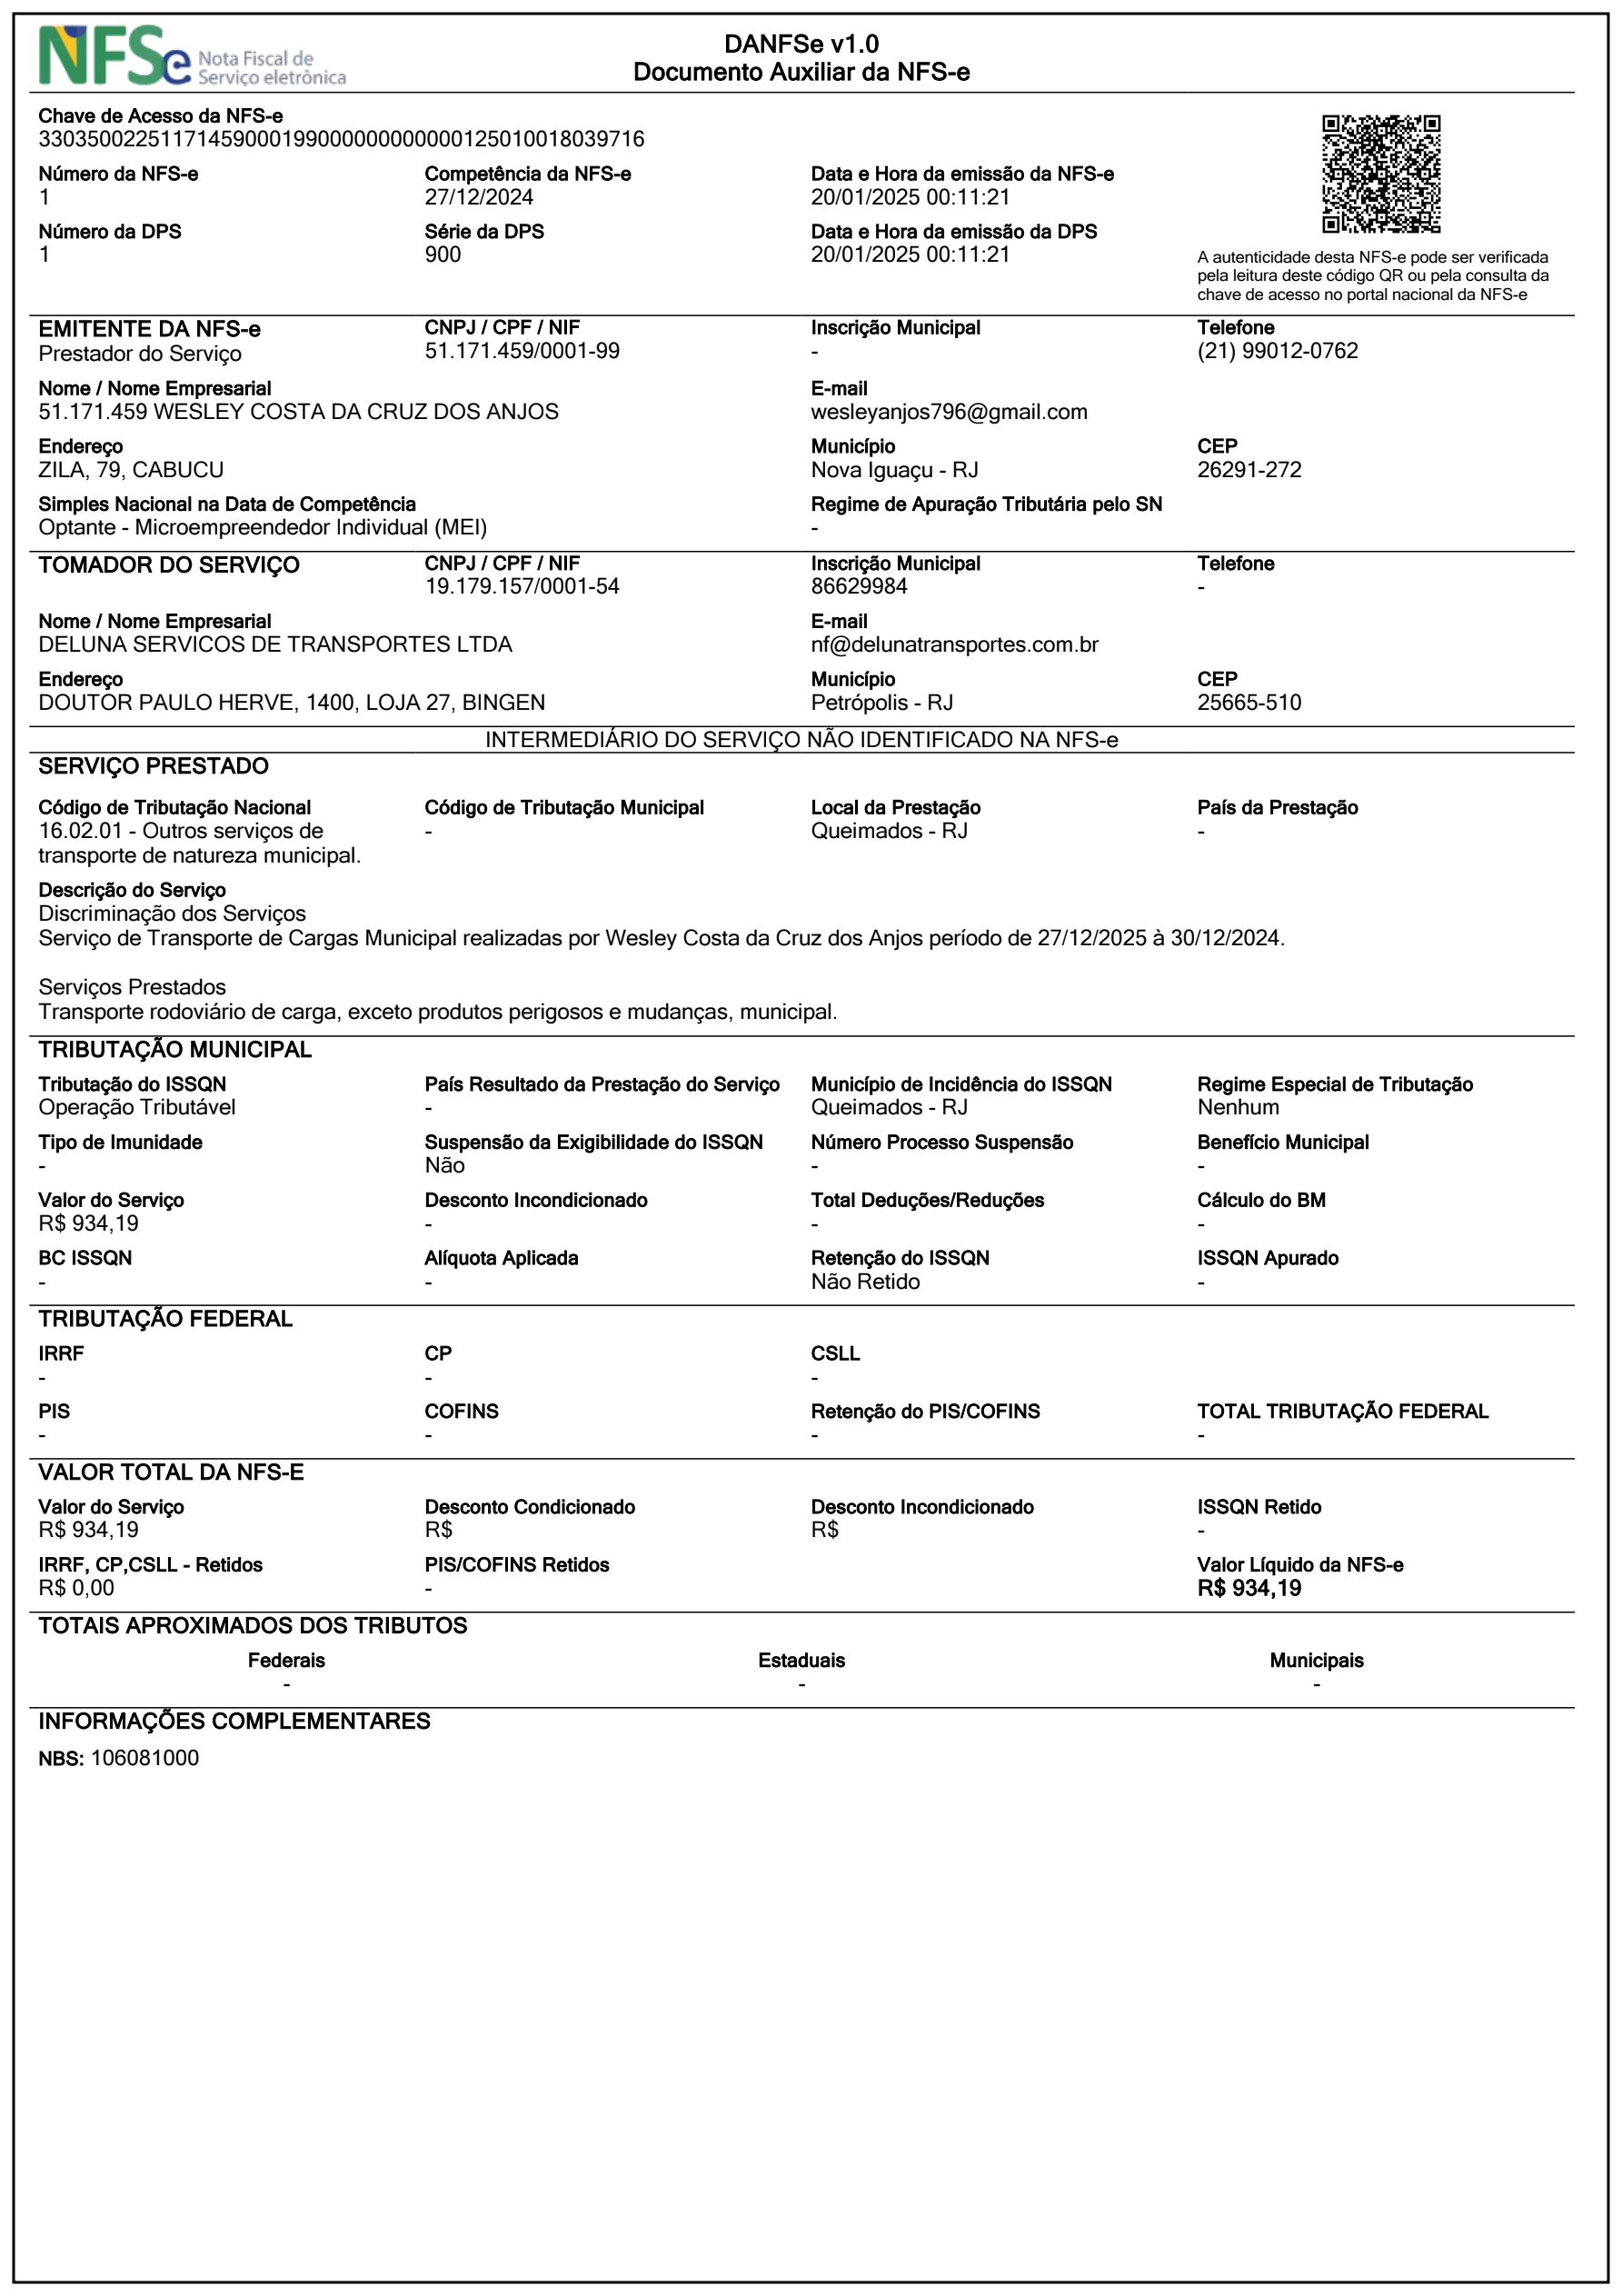 NFSe Nota Fiscal de Serviço eletrônica
DANFSe v1.0
Documento Auxiliar da NFS-e
Chave de Acesso da NFS-e
33035002251171459000199000000000000125010018039716
Número da NFS-e Competência da NFS-e Data e Hora da emissão da NFS-e
1 27/12/2024 20/01/2025 00:11:21
Número da DPS Série da DPS Data e Hora da emissão da DPS
1 900 20/01/2025 00:11:21
A autenticidade desta NFS-e pode ser verificada
pela leitura deste código QR ou pela consulta da
chave de acesso no portal nacional da NFS-e
EMITENTE DA NFS-e CNPJ / CPF / NIF Inscrição Municipal Telefone
Prestador do Serviço 51.171.459/0001-99 - (21) 99012-0762
Nome / Nome Empresarial E-mail
51.171.459 WESLEY COSTA DA CRUZ DOS ANJOS wesleyanjos796@gmail.com
Endereço Município CEP
ZILA, 79, CABUCU Nova Iguaçu - RJ 26291-272
Simples Nacional na Data de Competência Regime de Apuração Tributária pelo SN
Optante - Microempreendedor Individual (MEI) -
TOMADOR DO SERVIÇO CNPJ / CPF / NIF Inscrição Municipal Telefone
19.179.157/0001-54 86629984 -
Nome / Nome Empresarial E-mail
DELUNA SERVICOS DE TRANSPORTES LTDA nf@delunatransportes.com.br
Endereço Município CEP
DOUTOR PAULO HERVE, 1400, LOJA 27, BINGEN Petrópolis - RJ 25665-510
INTERMEDIÁRIO DO SERVIÇO NÃO IDENTIFICADO NA NFS-e
SERVIÇO PRESTADO
Código de Tributação Nacional Código de Tributação Municipal Local da Prestação País da Prestação
16.02.01 - Outros serviços de - Queimados - RJ -
transporte de natureza municipal.
Descrição do Serviço
Discriminação dos Serviços
Serviço de Transporte de Cargas Municipal realizadas por Wesley Costa da Cruz dos Anjos período de 27/12/2025 à 30/12/2024.
Serviços Prestados
Transporte rodoviário de carga, exceto produtos perigosos e mudanças, municipal.
TRIBUTAÇÃO MUNICIPAL
Tributação do ISSQN País Resultado da Prestação do Serviço Município de Incidência do ISSQN Regime Especial de Tributação
Operação Tributável - Queimados - RJ Nenhum
Tipo de Imunidade Suspensão da Exigibilidade do ISSQN Número Processo Suspensão Benefício Municipal
- Não - -
Valor do Serviço Desconto Incondicionado Total Deduções/Reduções Cálculo do BM
R$ 934,19 - - -
BC ISSQN Alíquota Aplicada Retenção do ISSQN ISSQN Apurado
- - Não Retido -
TRIBUTAÇÃO FEDERAL
IRRF CP CSLL
- - -
PIS COFINS Retenção do PIS/COFINS TOTAL TRIBUTAÇÃO FEDERAL
- - - -
VALOR TOTAL DA NFS-E
Valor do Serviço Desconto Condicionado Desconto Incondicionado ISSQN Retido
R$ 934,19 R$ R$ -
IRRF, CP,CSLL - Retidos PIS/COFINS Retidos Valor Líquido da NFS-e
R$ 0,00 - R$ 934,19
TOTAIS APROXIMADOS DOS TRIBUTOS
Federais Estaduais Municipais
- - -
INFORMAÇÕES COMPLEMENTARES
NBS: 106081000